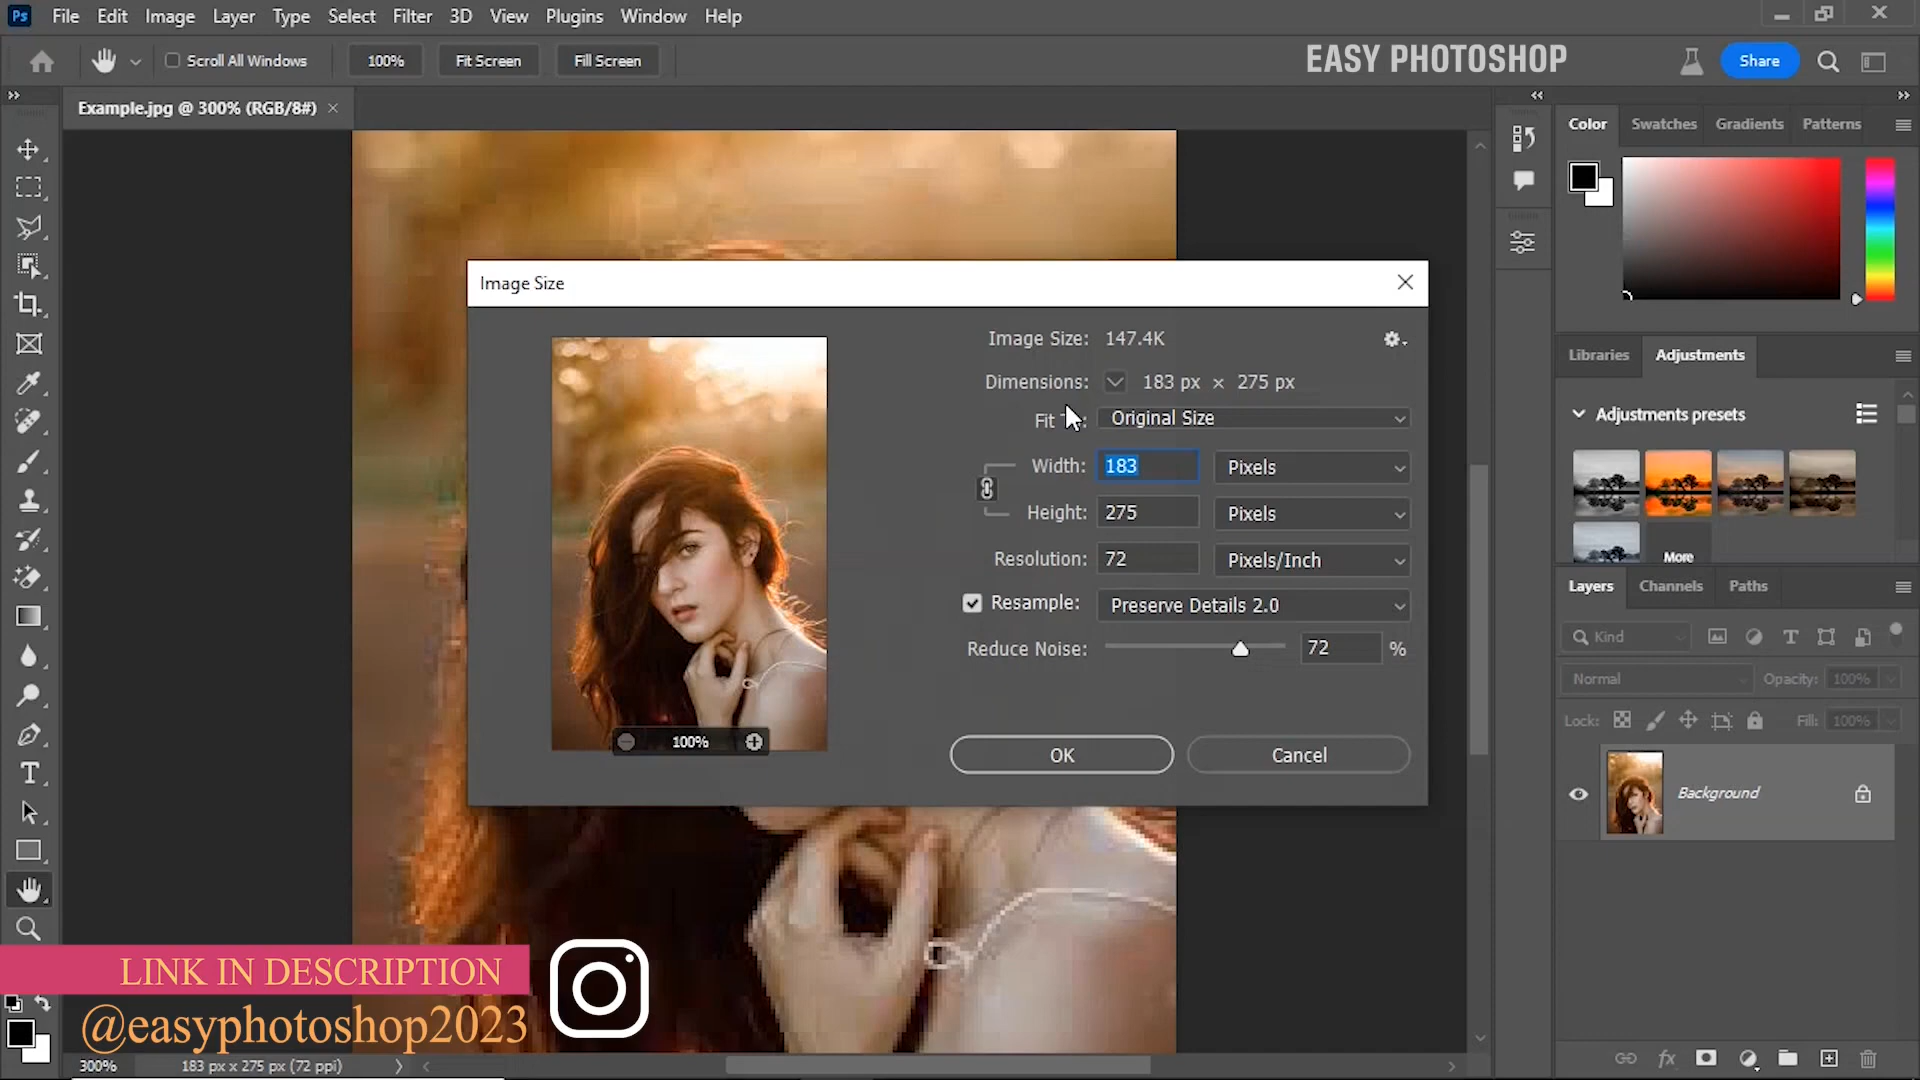 Ps File Edit Image Layer Type Select Filter 3D View Plugins Window Help
Scroll All Windows 100% Fit Screen Fill Screen EASY PHOTOSHOP Share
Example.jpg @ 300% (RGB/8#)
Color Swatches Gradients Patterns
Image Size
Image Size: 147.4K
Dimensions: 183 px × 275 px
Fit Original Size
Width: 183 Pixels
Height: 275 Pixels
Resolution: 72 Pixels/Inch
Resample: Preserve Details 2.0
Reduce Noise: 72 %
100%
OK Cancel
Libraries Adjustments
Adjustments presets
More
Layers Channels Paths
Kind
Normal Opacity: 100%
Lock: Fill: 100%
Background
fx
LINK IN DESCRIPTION
@easyphotoshop2023
300% 183 px x 275 px (72 ppi)